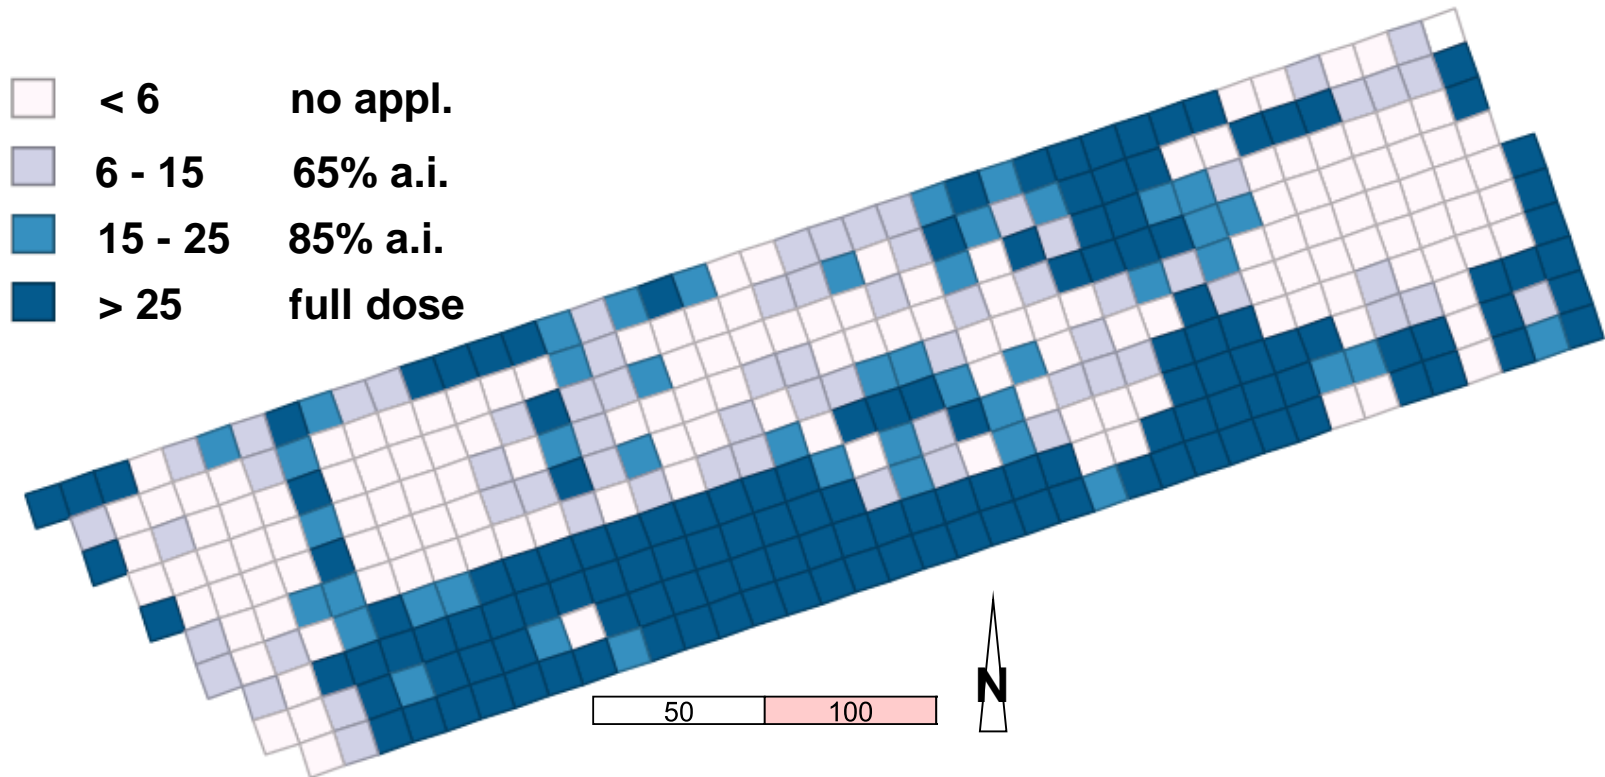 < 6 no appl.
6 - 15 65% a.i.
15 - 25 85% a.i.
> 25 full dose
N
50 100